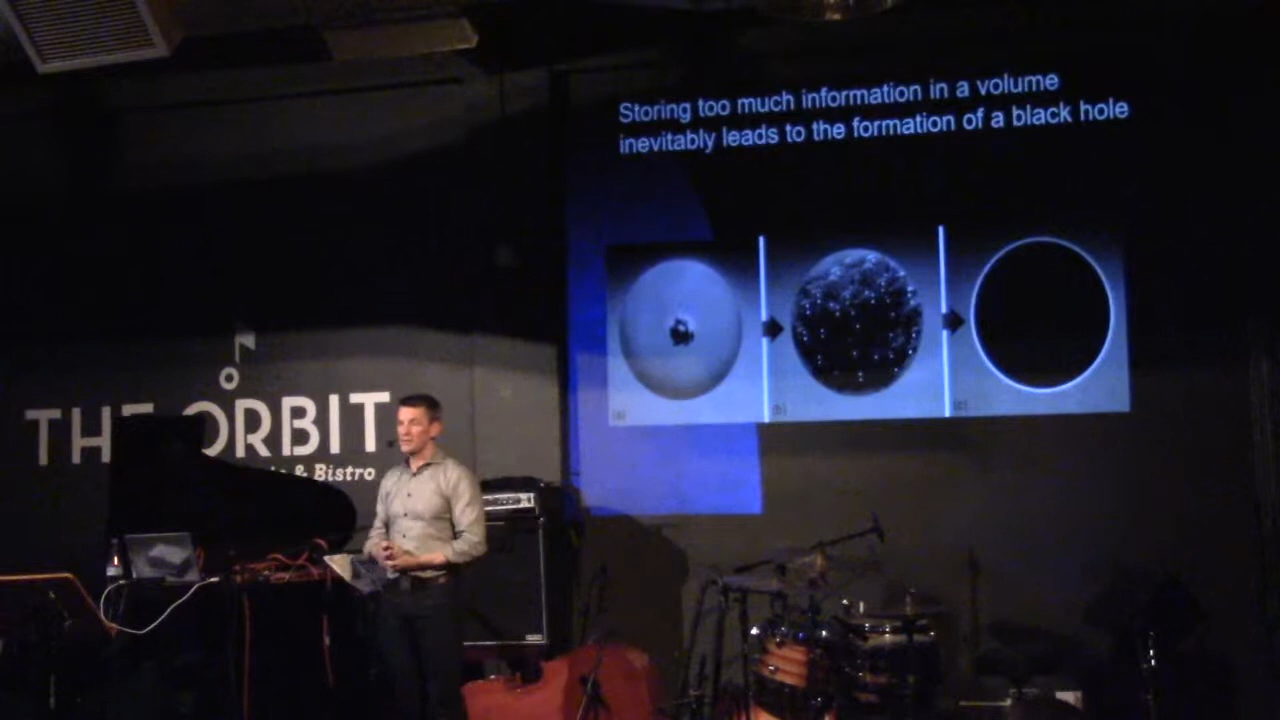 Storing too much information in a volume
inevitably leads to the formation of a black hole
(a)
(b)
(c)
THE ORBIT
& Bistro